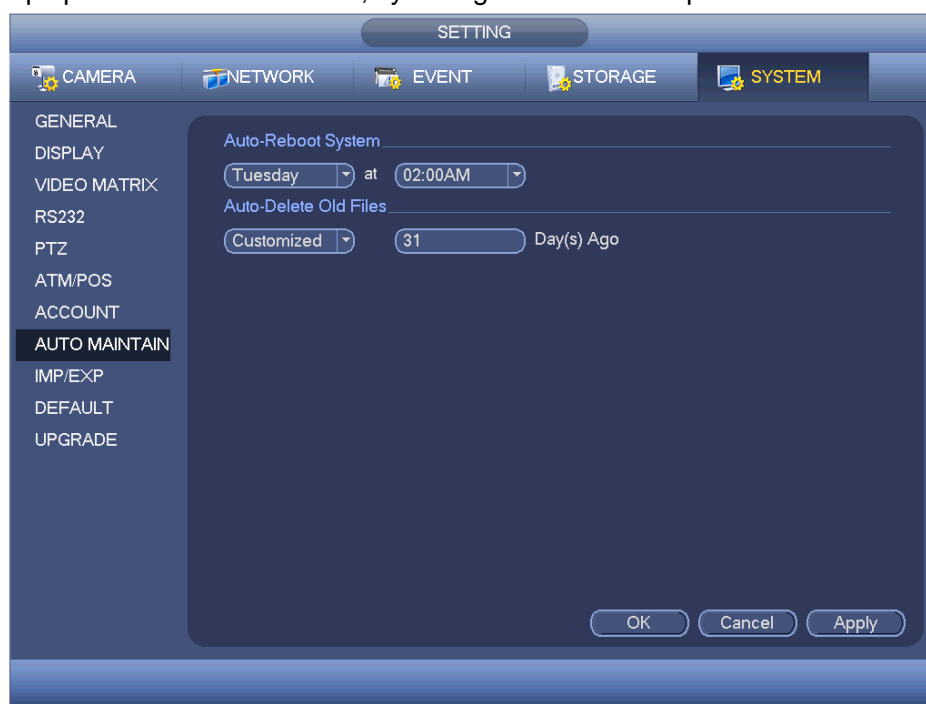 SETTING
CAMERA NETWORK EVENT STORAGE SYSTEM
GENERAL
DISPLAY
VIDEO MATRIX
RS232
PTZ
ATM/POS
ACCOUNT
AUTO MAINTAIN
IMP/EXP
DEFAULT
UPGRADE
Auto-Reboot System
Tuesday at 02:00AM
Auto-Delete Old Files
Customized 31 Day(s) Ago
OK Cancel Apply